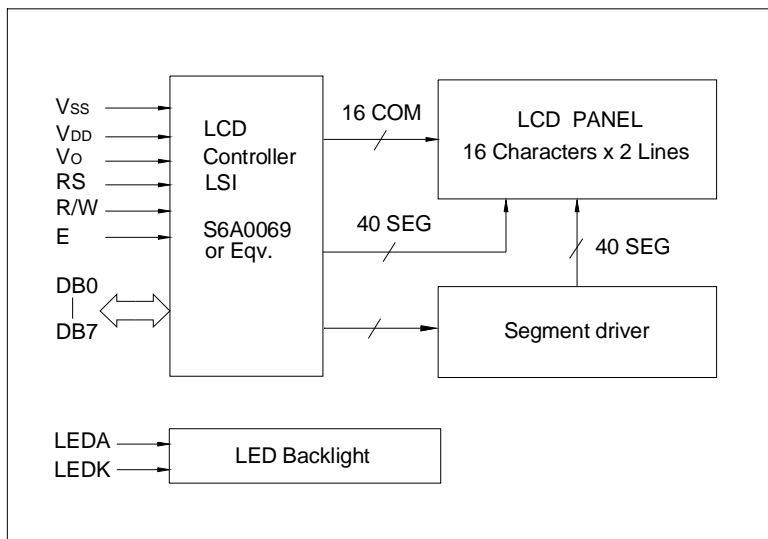 VSS
VDD
VO
RS
R/W
E
DB0
DB7
LCD
Controller
LSI
S6A0069
or Eqv.
16 COM
40 SEG
LCD PANEL
16 Characters x 2 Lines
40 SEG
Segment driver
LEDA
LEDK
LED Backlight